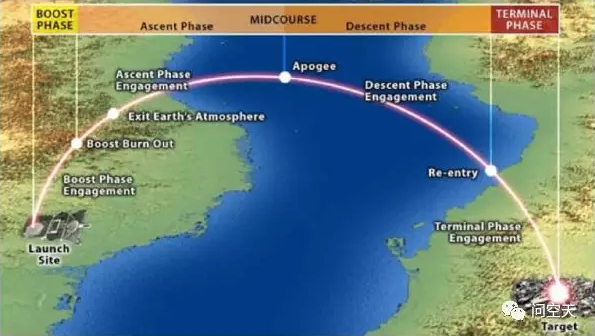 BOOST
PHASE
Ascent Phase
MIDCOURSE
Descent Phase
TERMINAL
PHASE
Apogee
Ascent Phase
Engagement
Descent Phase
Engagement
Exit Earth's Atmosphere
Boost Burn Out
Re-entry
Boost Phase
Engagement
Terminal Phase
Engagement
Launch
Site
Target
问空天